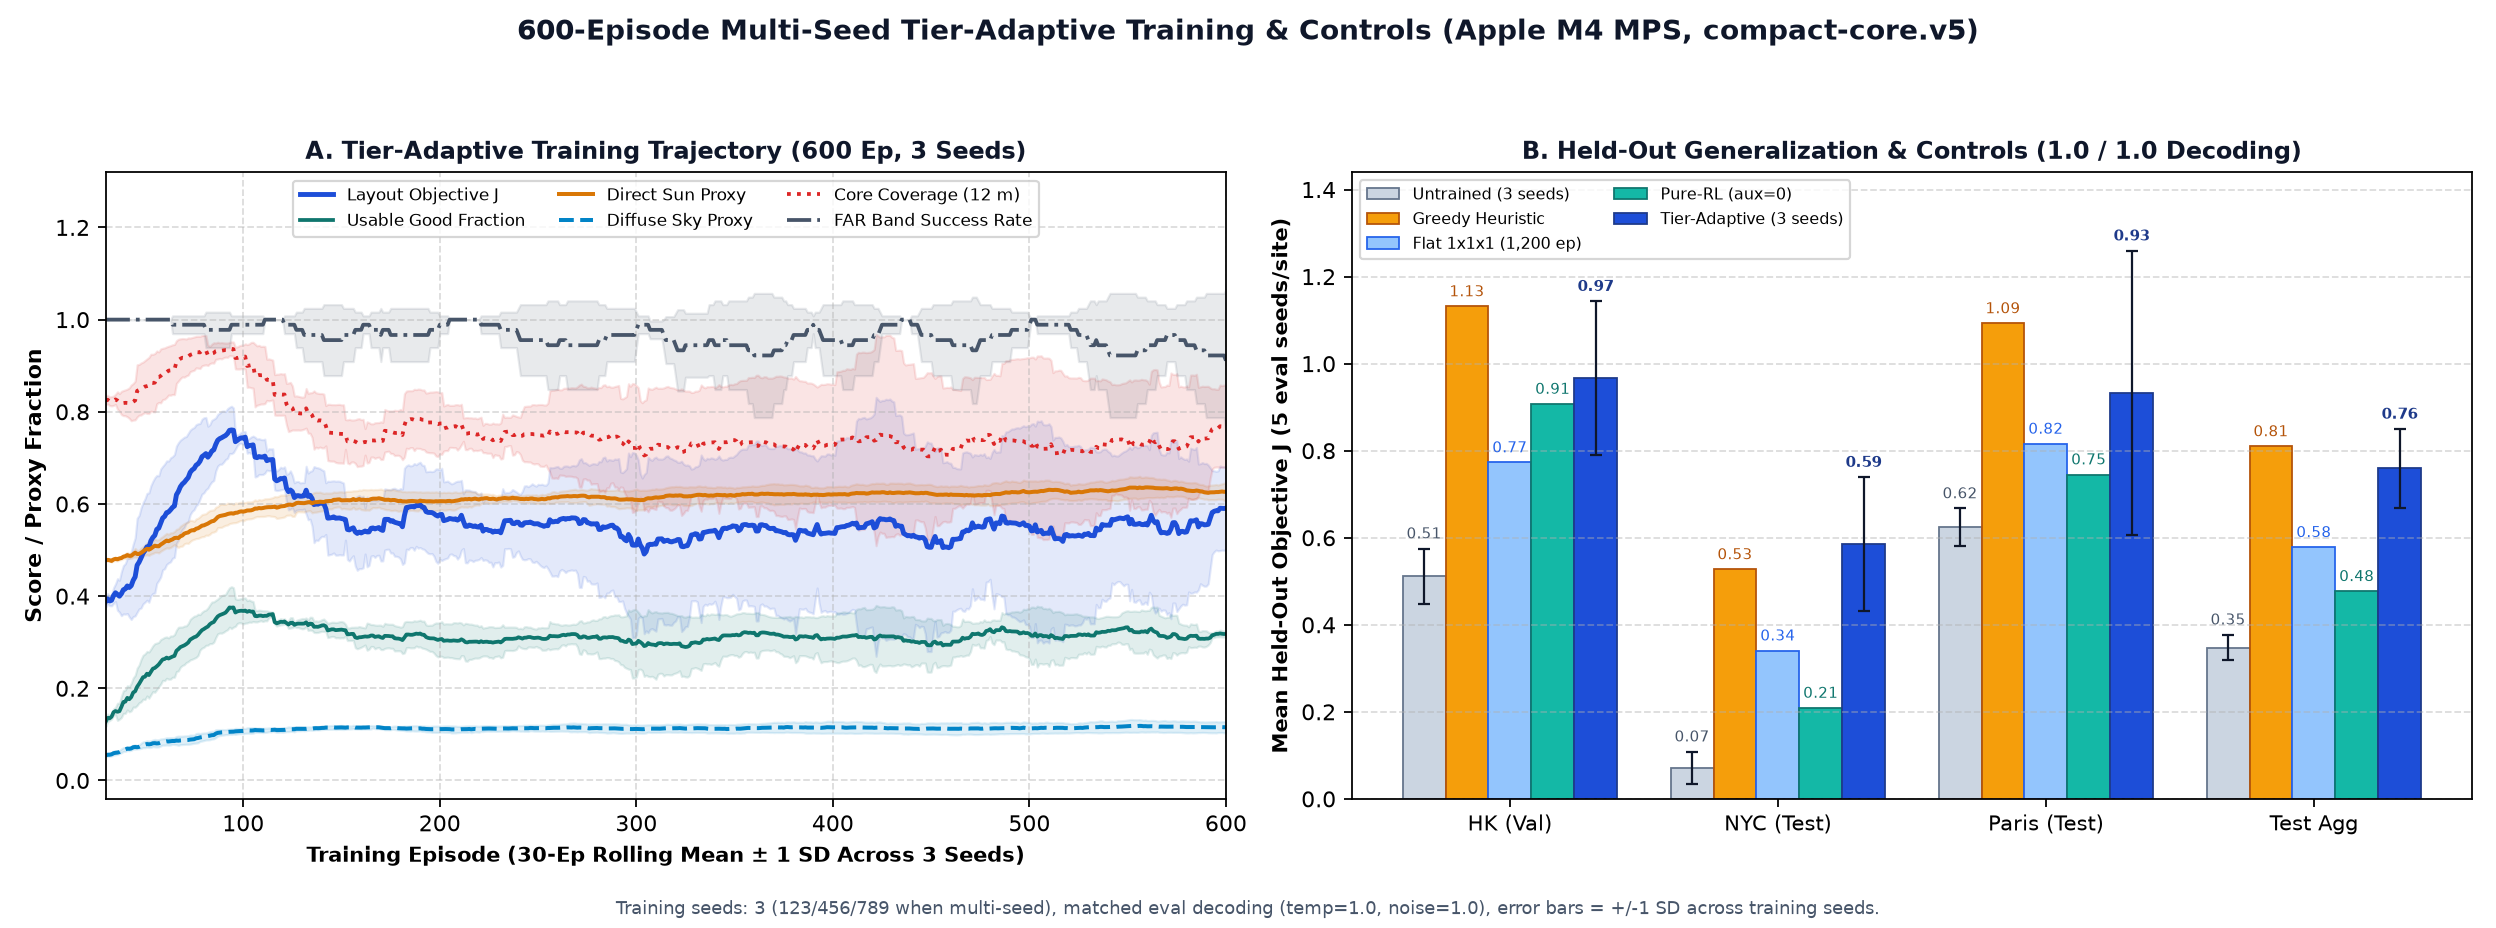 600-Episode Multi-Seed Tier-Adaptive Training & Controls (Apple M4 MPS, compact-core.v5)
A. Tier-Adaptive Training Trajectory (600 Ep, 3 Seeds)
Layout Objective J
Usable Good Fraction
Direct Sun Proxy
Diffuse Sky Proxy
Core Coverage (12 m)
FAR Band Success Rate
Score / Proxy Fraction
1.2
1.0
0.8
0.6
0.4
0.2
0.0
100
200
300
400
500
600
Training Episode (30-Ep Rolling Mean ± 1 SD Across 3 Seeds)
B. Held-Out Generalization & Controls (1.0 / 1.0 Decoding)
Untrained (3 seeds)
Greedy Heuristic
Flat 1x1x1 (1,200 ep)
Pure-RL (aux=0)
Tier-Adaptive (3 seeds)
Mean Held-Out Objective J (5 eval seeds/site)
1.4
1.2
1.0
0.8
0.6
0.4
0.2
0.0
0.51
1.13
0.77
0.91
0.97
0.07
0.53
0.34
0.21
0.59
0.62
1.09
0.82
0.75
0.93
0.35
0.81
0.58
0.48
0.76
HK (Val)
NYC (Test)
Paris (Test)
Test Agg
Training seeds: 3 (123/456/789 when multi-seed), matched eval decoding (temp=1.0, noise=1.0), error bars = +/-1 SD across training seeds.